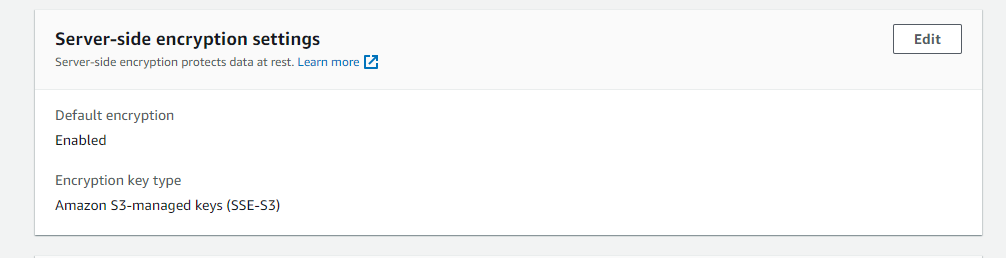 Server-side encryption settings
Edit
Server-side encryption protects data at rest. Learn more
Default encryption
Enabled
Encryption key type
Amazon S3-managed keys (SSE-S3)